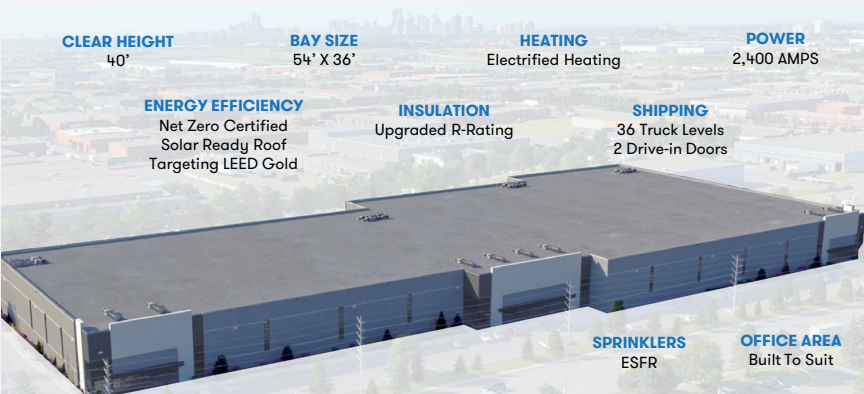 CLEAR HEIGHT
40'
BAY SIZE
54' X 36'
HEATING
Electrified Heating
POWER
2,400 AMPS
ENERGY EFFICIENCY
Net Zero Certified
Solar Ready Roof
Targeting LEED Gold
INSULATION
Upgraded R-Rating
SHIPPING
36 Truck Levels
2 Drive-in Doors
SPRINKLERS
ESFR
OFFICE AREA
Built To Suit